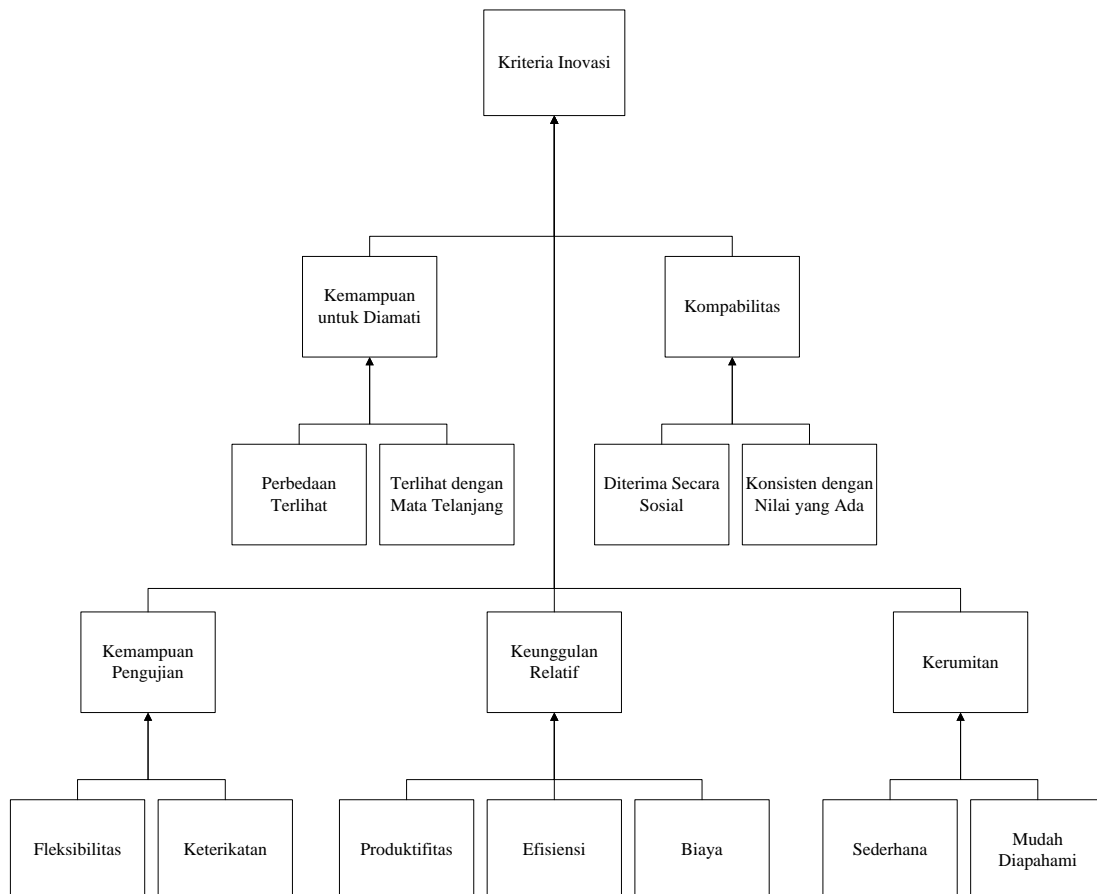 Kriteria Inovasi
Kemampuan
untuk Diamati
Kompabilitas
Perbedaan
Terlihat
Terlihat dengan
Mata Telanjang
Diterima Secara
Sosial
Konsisten dengan
Nilai yang Ada
Kemampuan
Pengujian
Keunggulan
Relatif
Kerumitan
Fleksibilitas
Keterikatan
Produktifitas
Efisiensi
Biaya
Sederhana
Mudah
Diapahami